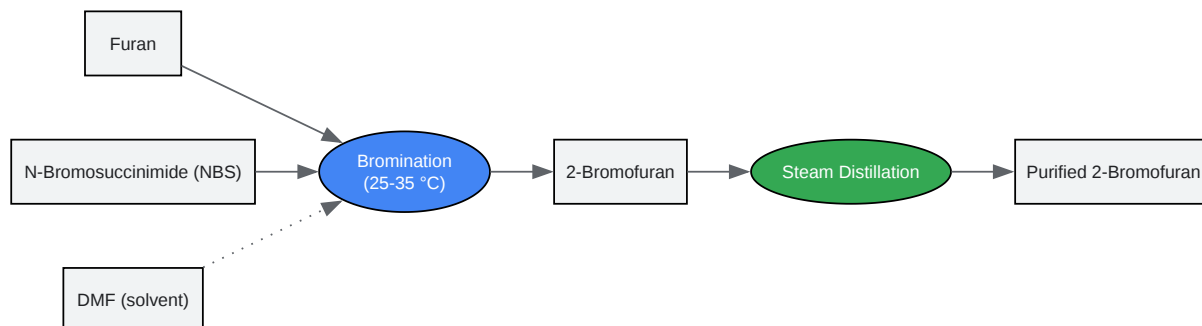 Furan
N-Bromosuccinimide (NBS)
DMF (solvent)
Bromination
(25-35 °C)
2-Bromofuran
Steam Distillation
Purified 2-Bromofuran